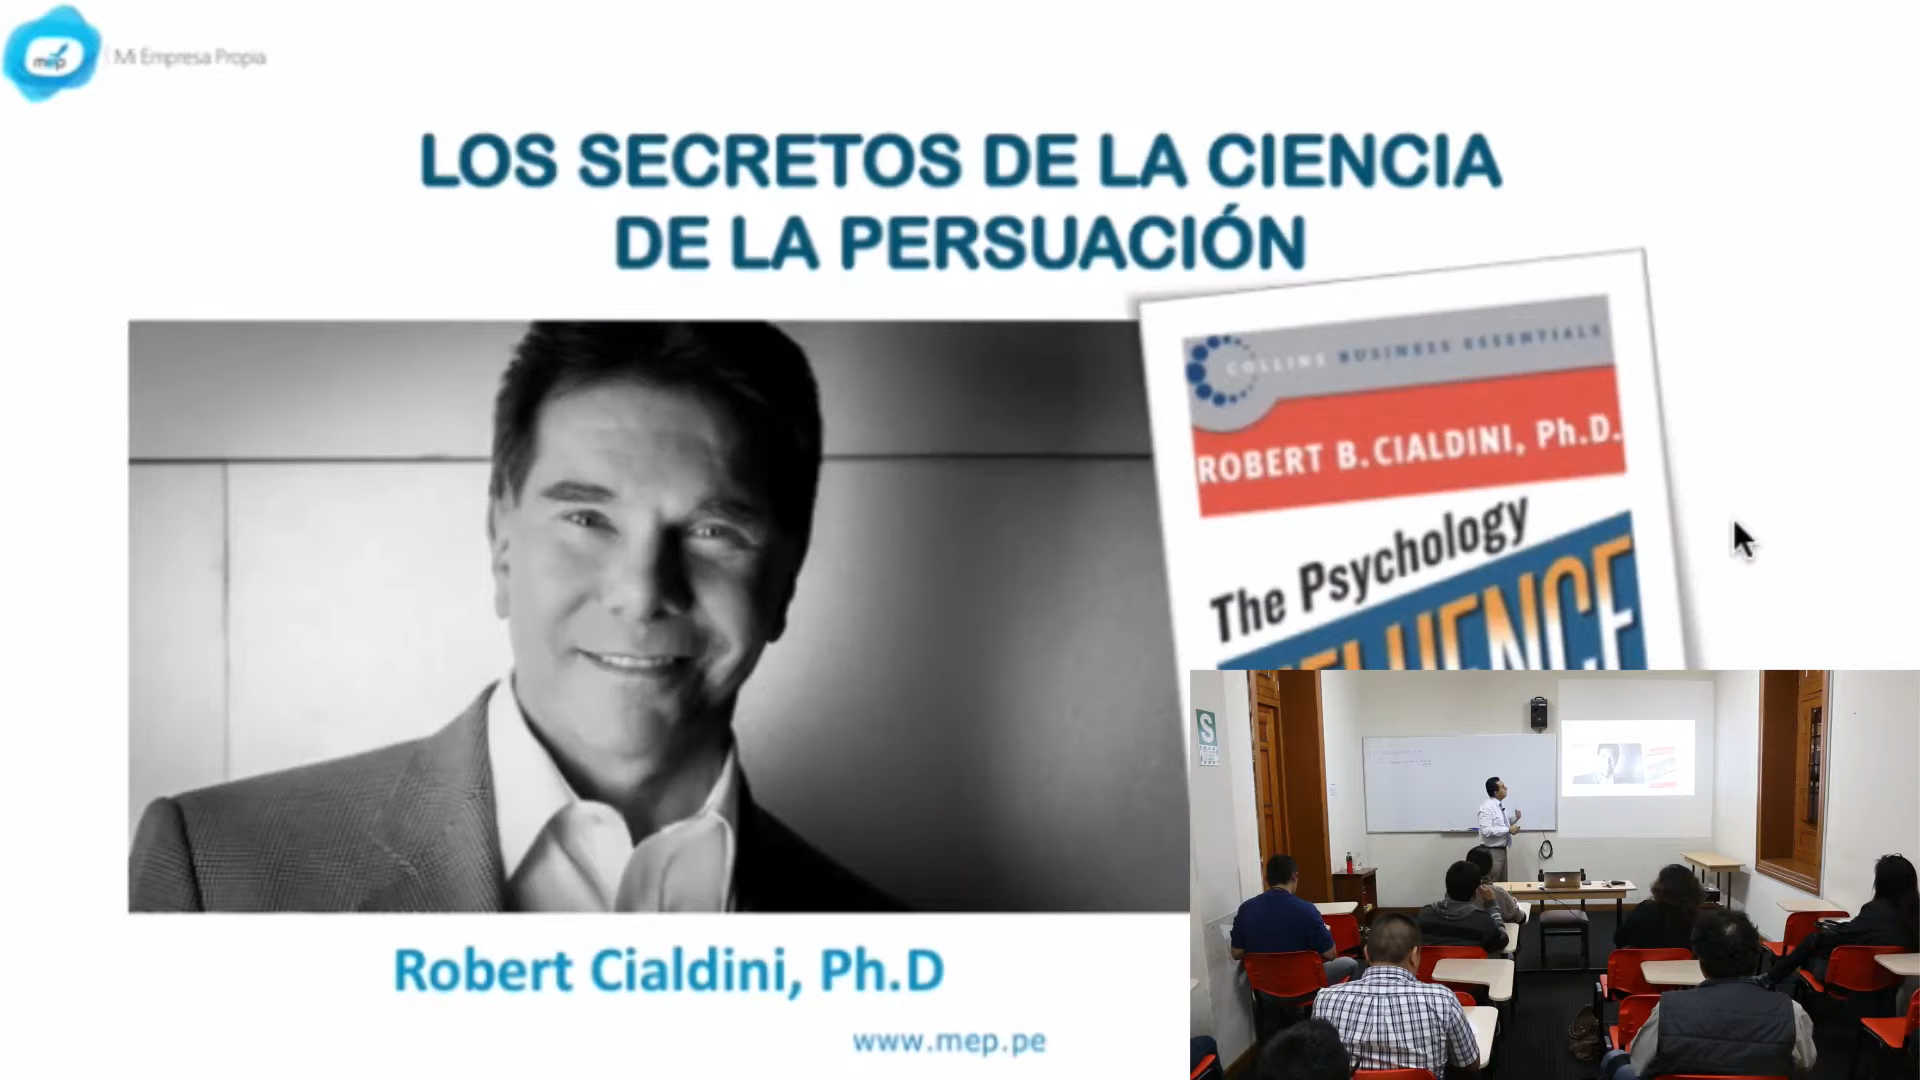 mep
Mi Empresa Propia
LOS SECRETOS DE LA CIENCIA
DE LA PERSUACIÓN
COLLINS BUSINESS ESSENTIALS
ROBERT B. CIALDINI, Ph.D.
The Psychology
Robert Cialdini, Ph.D
www.mep.pe
S